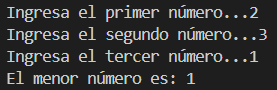 Ingresa el primer número...2
Ingresa el segundo número...3
Ingresa el tercer número...1
El menor número es: 1